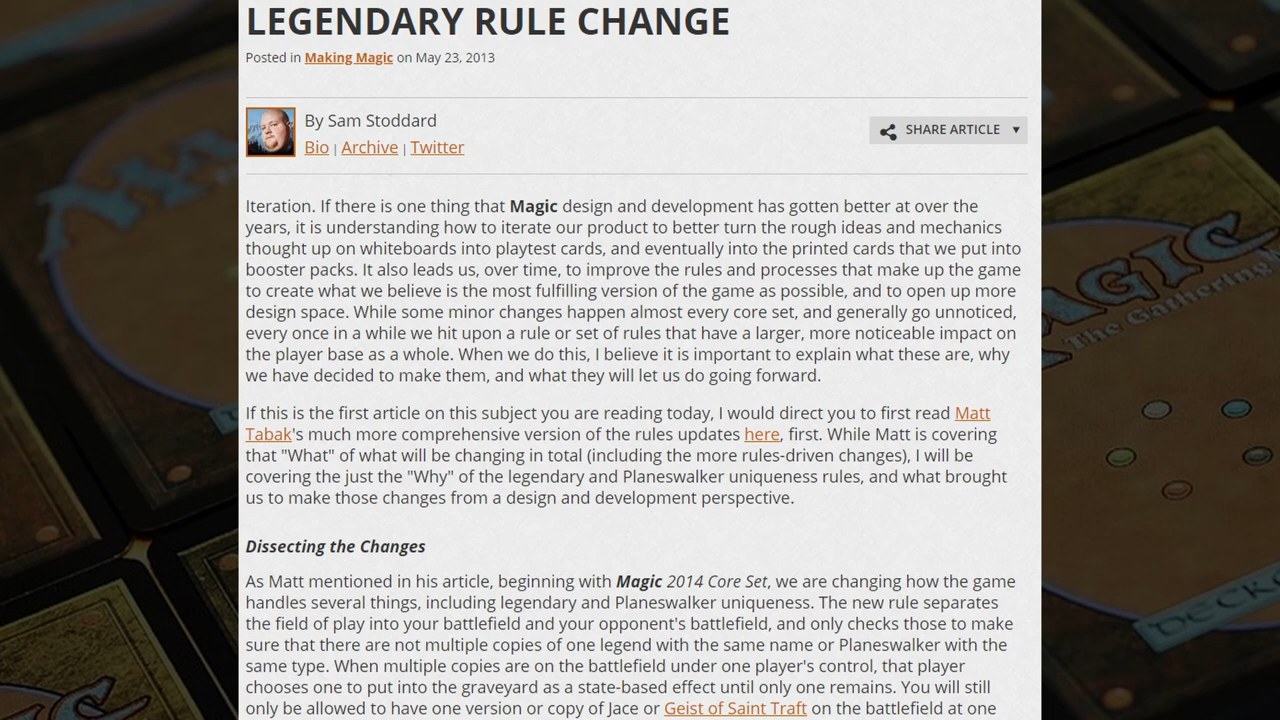 LEGENDARY RULE CHANGE
Posted in Making Magic on May 23, 2013
By Sam Stoddard
Bio | Archive | Twitter
SHARE ARTICLE ▼
Iteration. If there is one thing that Magic design and development has gotten better at over the
years, it is understanding how to iterate our product to better turn the rough ideas and mechanics
thought up on whiteboards into playtest cards, and eventually into the printed cards that we put into
booster packs. It also leads us, over time, to improve the rules and processes that make up the game
to create what we believe is the most fulfilling version of the game as possible, and to open up more
design space. While some minor changes happen almost every core set, and generally go unnoticed,
every once in a while we hit upon a rule or set of rules that have a larger, more noticeable impact on
the player base as a whole. When we do this, I believe it is important to explain what these are, why
we have decided to make them, and what they will let us do going forward.
If this is the first article on this subject you are reading today, I would direct you to first read Matt
Tabak's much more comprehensive version of the rules updates here, first. While Matt is covering
that "What" of what will be changing in total (including the more rules-driven changes), I will be
covering the just the "Why" of the legendary and Planeswalker uniqueness rules, and what brought
us to make those changes from a design and development perspective.
Dissecting the Changes
As Matt mentioned in his article, beginning with Magic 2014 Core Set, we are changing how the game
handles several things, including legendary and Planeswalker uniqueness. The new rule separates
the field of play into your battlefield and your opponent's battlefield, and only checks those to make
sure that there are not multiple copies of one legend with the same name or Planeswalker with the
same type. When multiple copies are on the battlefield under one player's control, that player
chooses one to put into the graveyard as a state-based effect until only one remains. You will still
only be allowed to have one version or copy of Jace or Geist of Saint Traft on the battlefield at one
MAGIC
The Gathering
DECKM